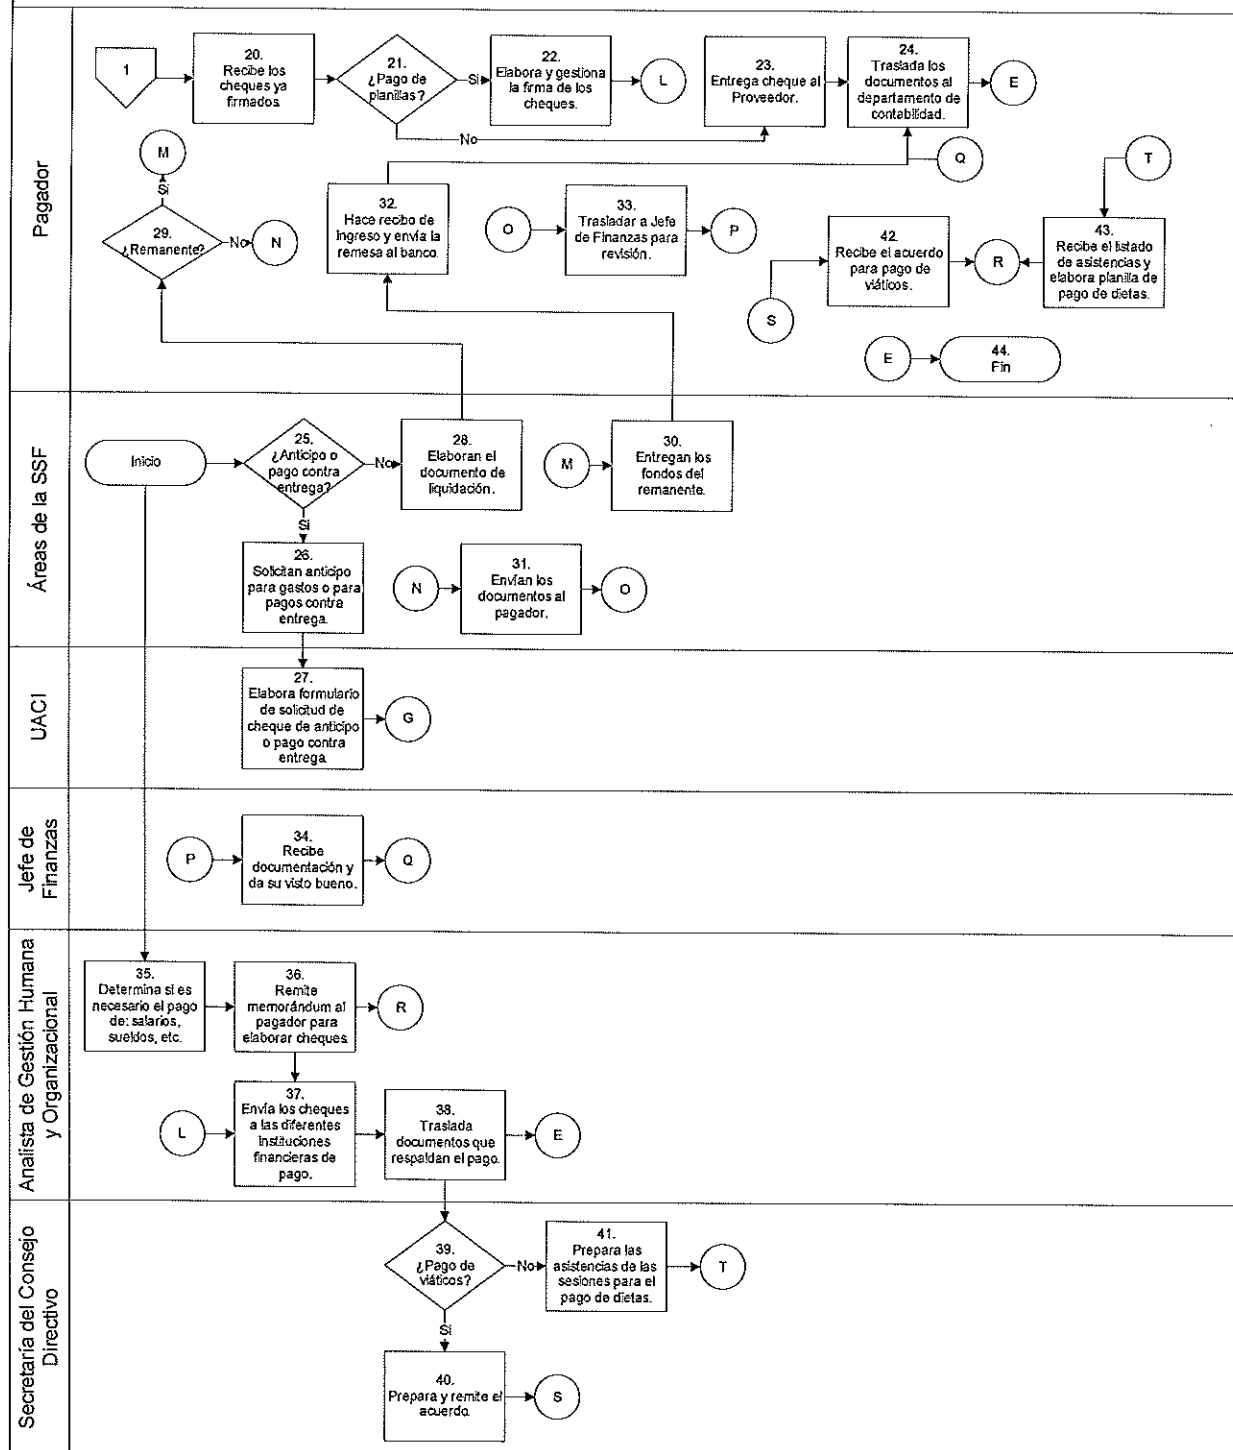 Pagador
1
20.
Recibe los
cheques ya
firmados.
21.
¿Pago de
planillas?
Si
No
22.
Elabora y gestiona
la firma de los
cheques.
L
23.
Entrega cheque al
Proveedor.
24.
Traslada los
documentos al
departamento de
contabilidad.
E
M
Si
29.
¿Remanente?
No
N
32.
Hace recibo de
ingreso y envía la
remesa al banco.
O
33.
Trasladar a Jefe
de Finanzas para
revisión.
P
Q
T
S
42.
Recibe el acuerdo
para pago de
viáticos.
R
43.
Recibe el listado
de asistencias y
elabora planilla de
pago de dietas.
E
44.
Fin
Áreas de la SSF
Inicio
25.
¿Anticipo o
pago contra
entrega?
No
Si
28.
Elaboran el
documento de
liquidación.
M
30.
Entregan los
fondos del
remanente.
26.
Solicitan anticipo
para gastos o para
pagos contra
entrega.
N
31.
Envían los
documentos al
pagador.
O
UACI
27.
Elabora formulario
de solicitud de
cheque de anticipo
o pago contra
entrega.
G
Jefe de
Finanzas
P
34.
Recibe
documentación y
da su visto bueno.
Q
Analista de Gestión Humana
y Organizacional
35.
Determina si es
necesario el pago
de: salarios,
sueldos, etc.
36.
Remite
memorándum al
pagador para
elaborar cheques.
R
L
37.
Envía los cheques
a las diferentes
instituciones
financieras de
pago.
38.
Traslada
documentos que
respaldan el pago.
E
Secretaría del Consejo
Directivo
39.
¿Pago de
viáticos?
No
Si
41.
Prepara las
asistencias de las
sesiones para el
pago de dietas.
T
40.
Prepara y remite el
acuerdo.
S